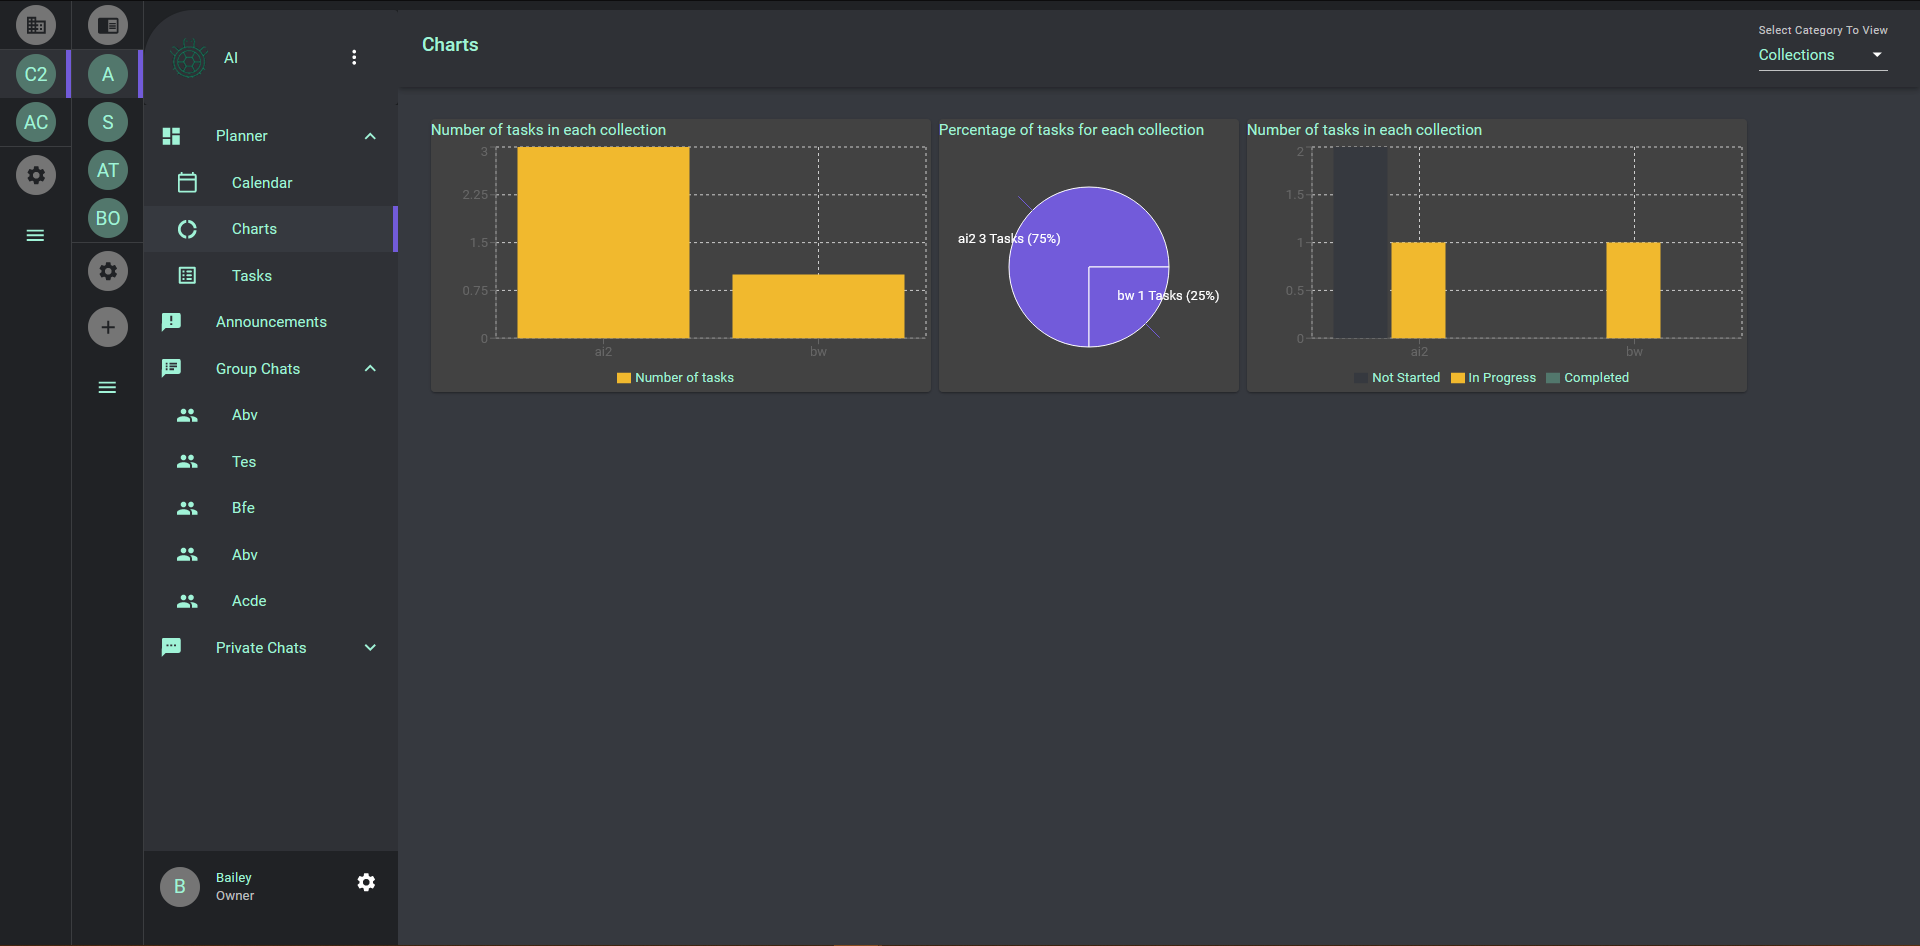 C2
AC
A
S
AT
BO
AI
Planner
Calendar
Charts
Tasks
Announcements
Group Chats
Abv
Tes
Bfe
Abv
Acde
Private Chats
B
Bailey
Owner
Charts
Select Category To View
Collections
Number of tasks in each collection
3
2.25
1.5
0.75
0
ai2
bw
Number of tasks
Percentage of tasks for each collection
ai2 3 Tasks (75%)
bw 1 Tasks (25%)
Number of tasks in each collection
2
1.5
1
0.5
0
ai2
bw
Not Started
In Progress
Completed